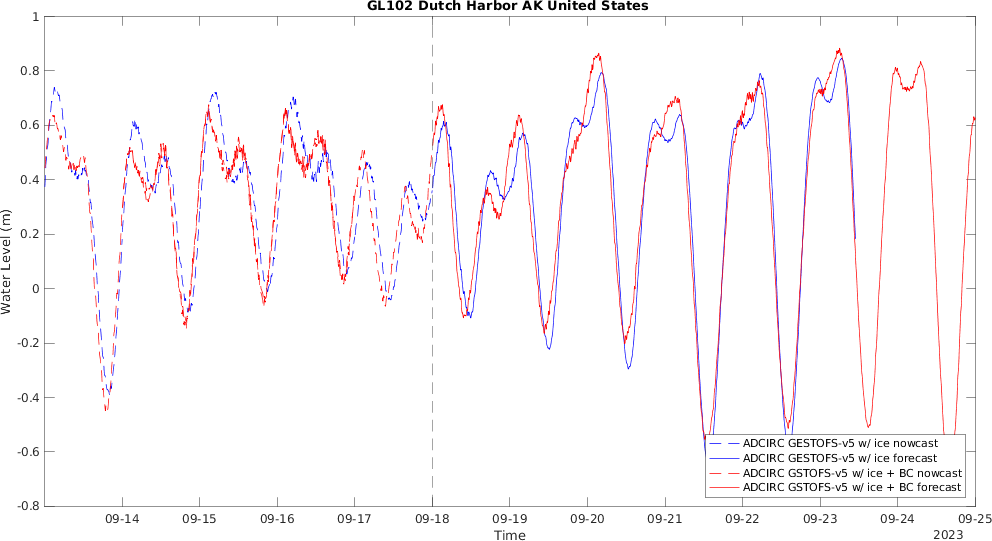 GL102 Dutch Harbor AK United States
1
0.8
0.6
0.4
0.2
0
-0.2
-0.4
-0.6
-0.8
Water Level (m)
ADCIRC GESTOFS-v5 w/ ice nowcast
ADCIRC GESTOFS-v5 w/ ice forecast
ADCIRC GSTOFS-v5 w/ ice + BC nowcast
ADCIRC GSTOFS-v5 w/ ice + BC forecast
09-14 09-15 09-16 09-17 09-18 09-19 09-20 09-21 09-22 09-23 09-24 09-25
Time
2023